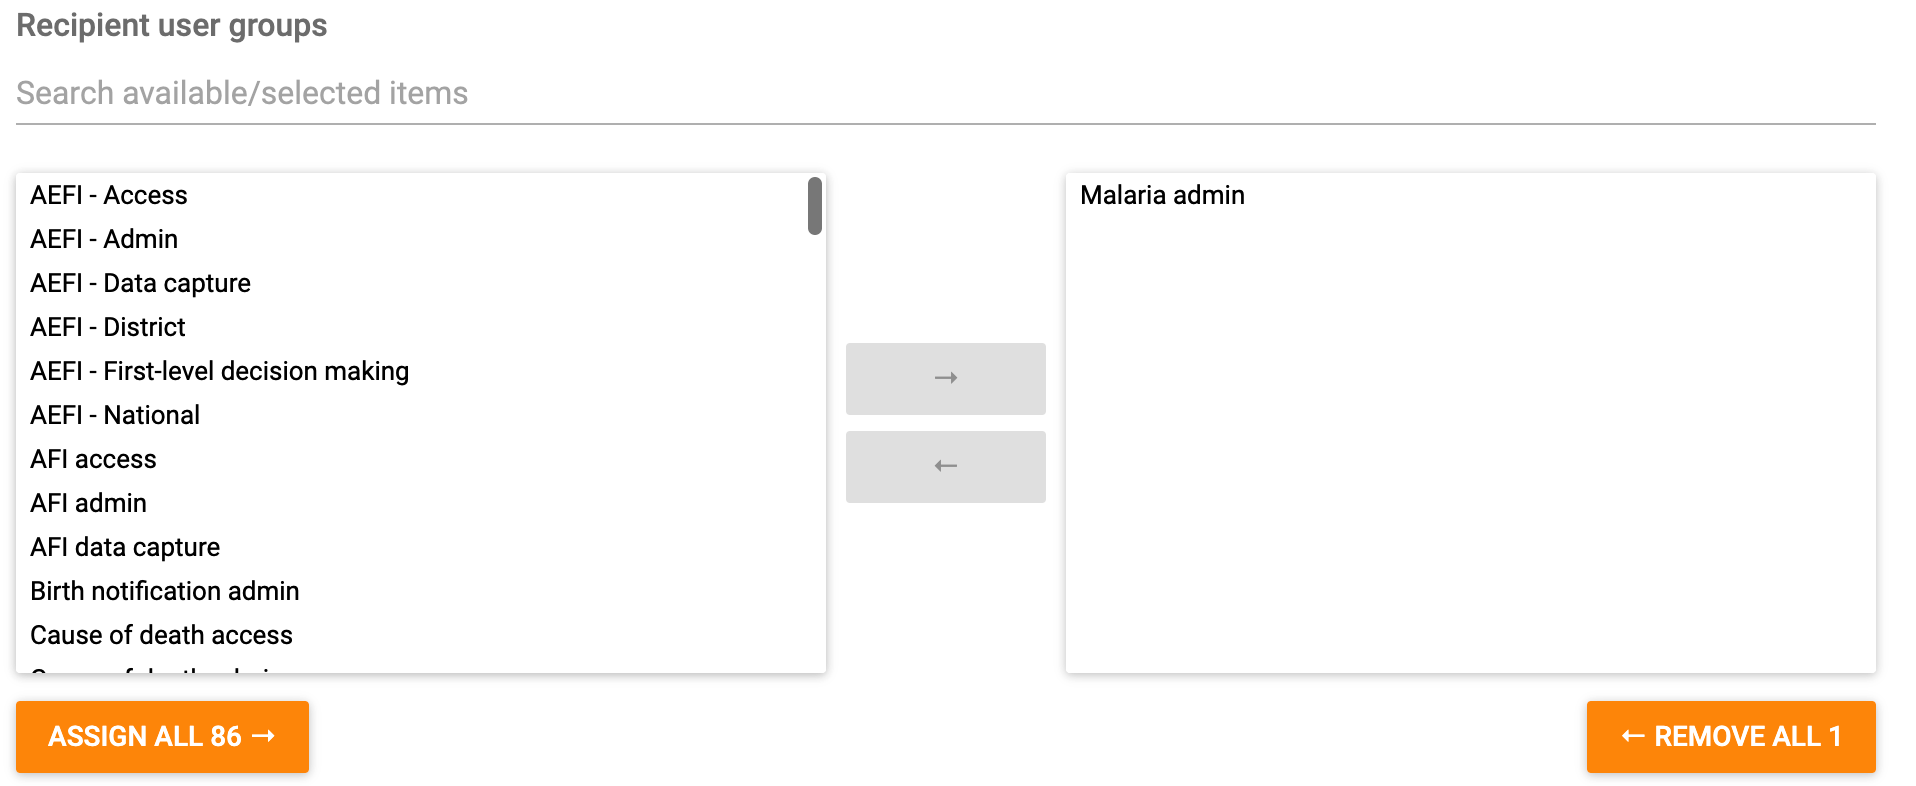 Recipient user groups
Search available/selected items
AEFI - Access
AEFI - Admin
AEFI - Data capture
AEFI - District
AEFI - First-level decision making
AEFI - National
AFI access
AFI admin
AFI data capture
Birth notification admin
Cause of death access
Malaria admin
→
←
ASSIGN ALL 86 →
← REMOVE ALL 1